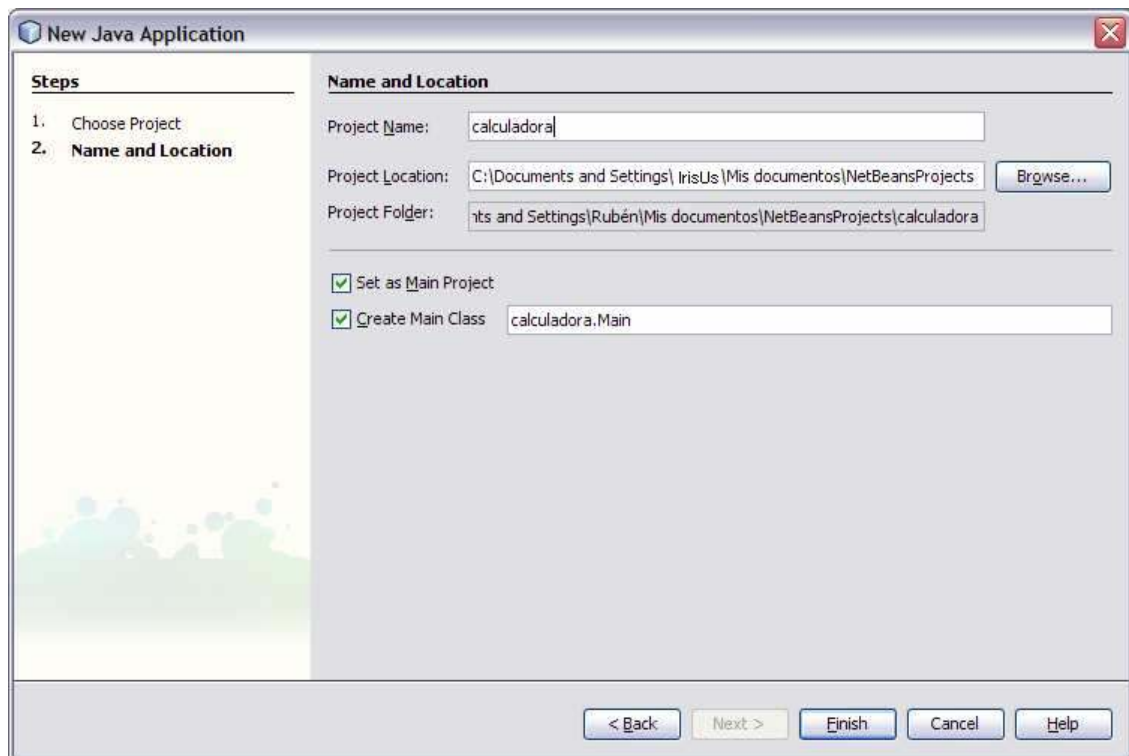 New Java Application
Steps
1. Choose Project
2. Name and Location
Name and Location
Project Name: calculadora
Project Location: C:\Documents and Settings\ IrisUs\Mis documentos\NetBeansProjects Browse...
Project Folder: nts and Settings\Rubén\Mis documentos\NetBeansProjects\calculadora
Set as Main Project
Create Main Class calculadora.Main
< Back Next > Finish Cancel Help